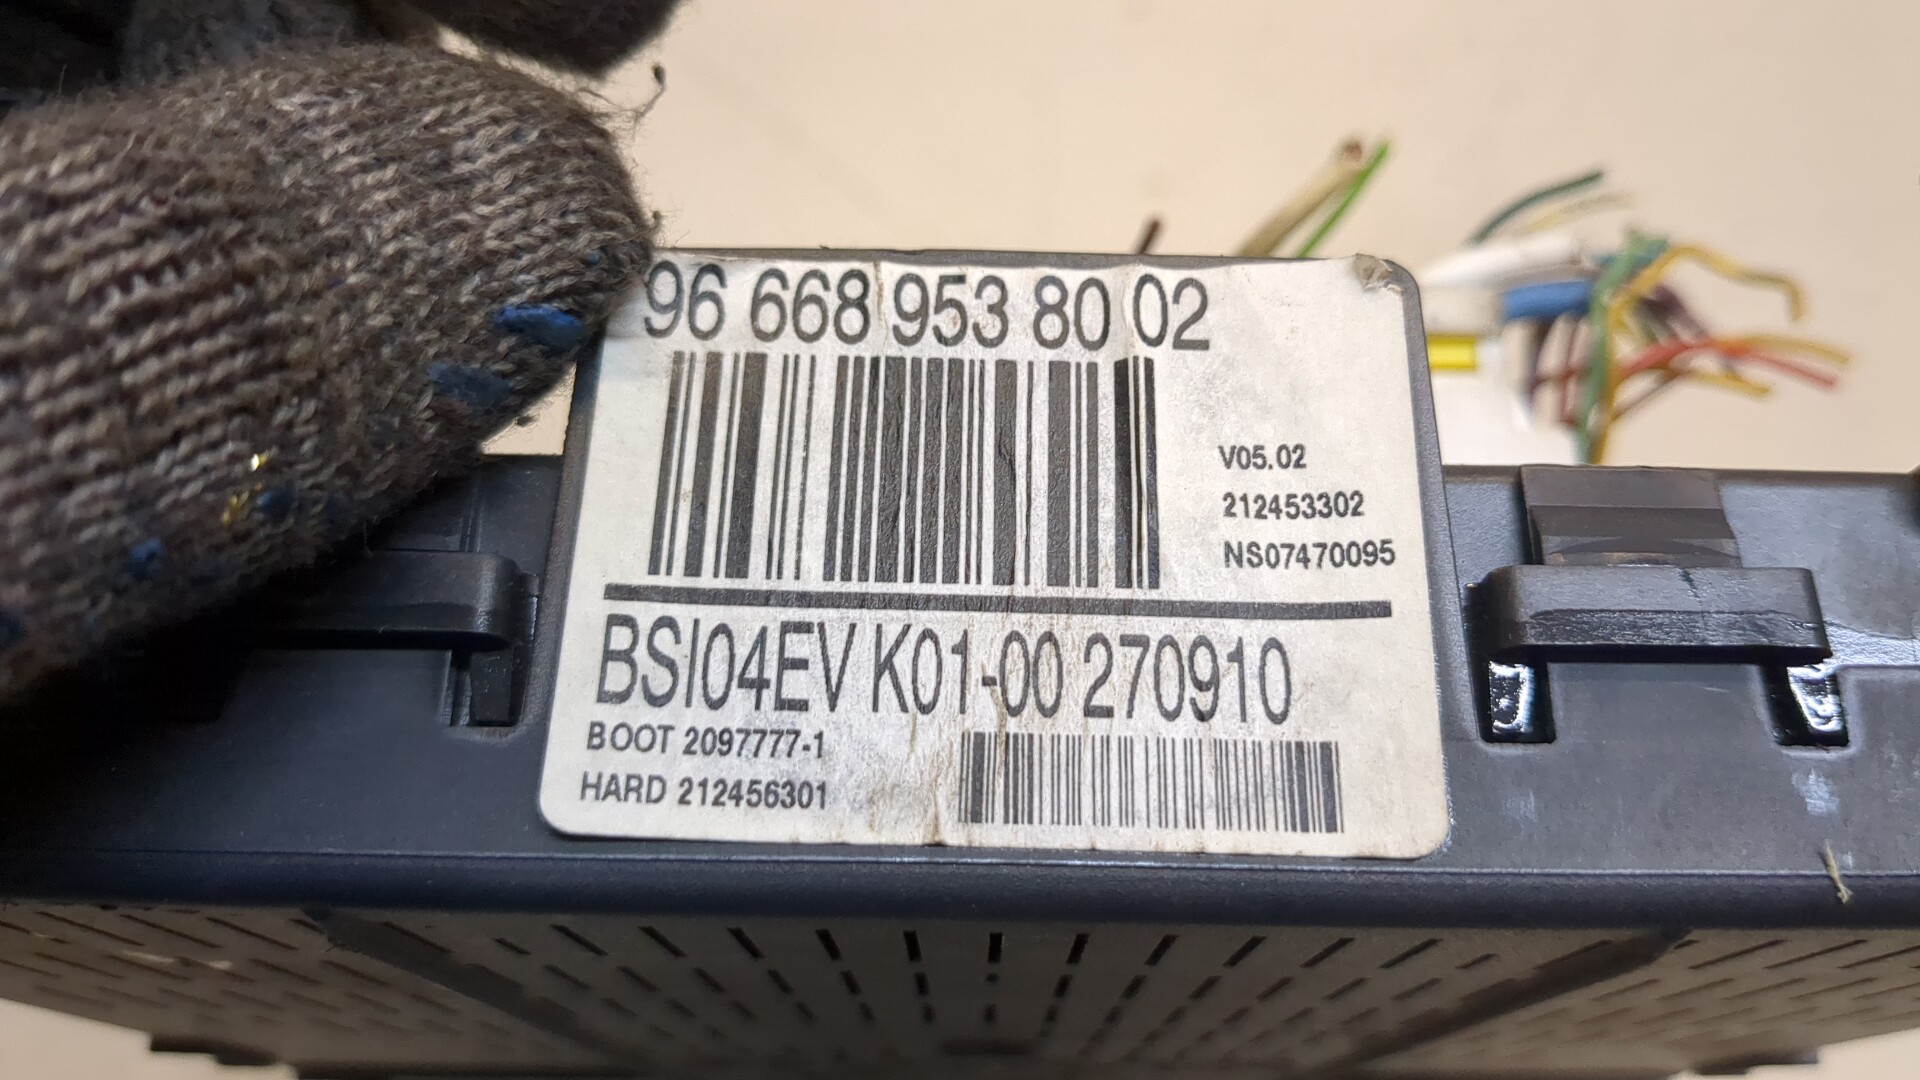 96 668 953 80 02
V05.02
212453302
NS07470095
BSI04EV K01-00 270910
BOOT 2097777-1
HARD 212456301